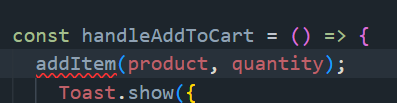 const handleAddToCart = () => {
addItem(product, quantity);
Toast.show({